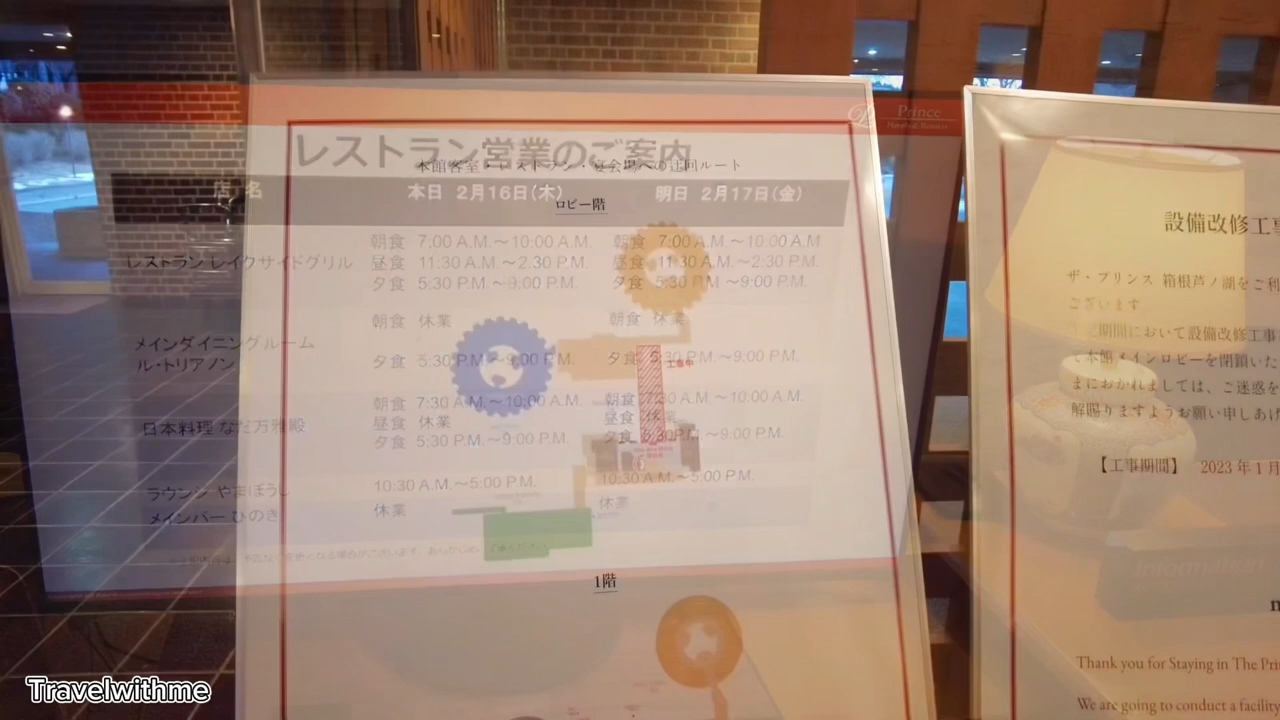 Prince
レストラン営業のご案内
本館客室・レストラン・宴会場への迂回ルート
店 名 本日 2月16日(木) 明日 2月17日(金)
ロビー階
レストラン レイクサイドグリル
朝食 7:00 A.M.～10:00 A.M. 朝食 7:00 A.M.～10:00 A.M.
昼食 11:30 A.M.～2:30 P.M. 昼食 11:30 A.M.～2:30 P.M.
夕食 5:30 P.M.～9:00 P.M. 夕食 5:30 P.M.～9:00 P.M.
メインダイニングルーム
ル・トリアノン
朝食 休業 朝食 休業
夕食 5:30 P.M.～9:00 P.M. 夕食 5:30 P.M.～9:00 P.M.
工事中
日本料理 なだ万雅殿
朝食 7:30 A.M.～10:00 A.M. 朝食 7:30 A.M.～10:00 A.M.
昼食 休業 昼食 休業
夕食 5:30 P.M.～9:00 P.M. 夕食 5:30P.M.～9:00 P.M.
ラウンジ やまぼうし 10:30 A.M.～5:00 P.M. 10:30 A.M.～5:00 P.M.
メインバー ひのき 休業 休業
1階
設備改修工事
ザ・プリンス 箱根芦ノ湖をご利
ございます。
期間において設備改修工事
て本館メインロビーを閉鎖いた
まにおかれましては、ご迷惑を
解賜りますようお願い申しあげ
【工事期間】 2023年1月
Thank you for Staying in The Prin
We are going to conduct a facility
Travelwithme